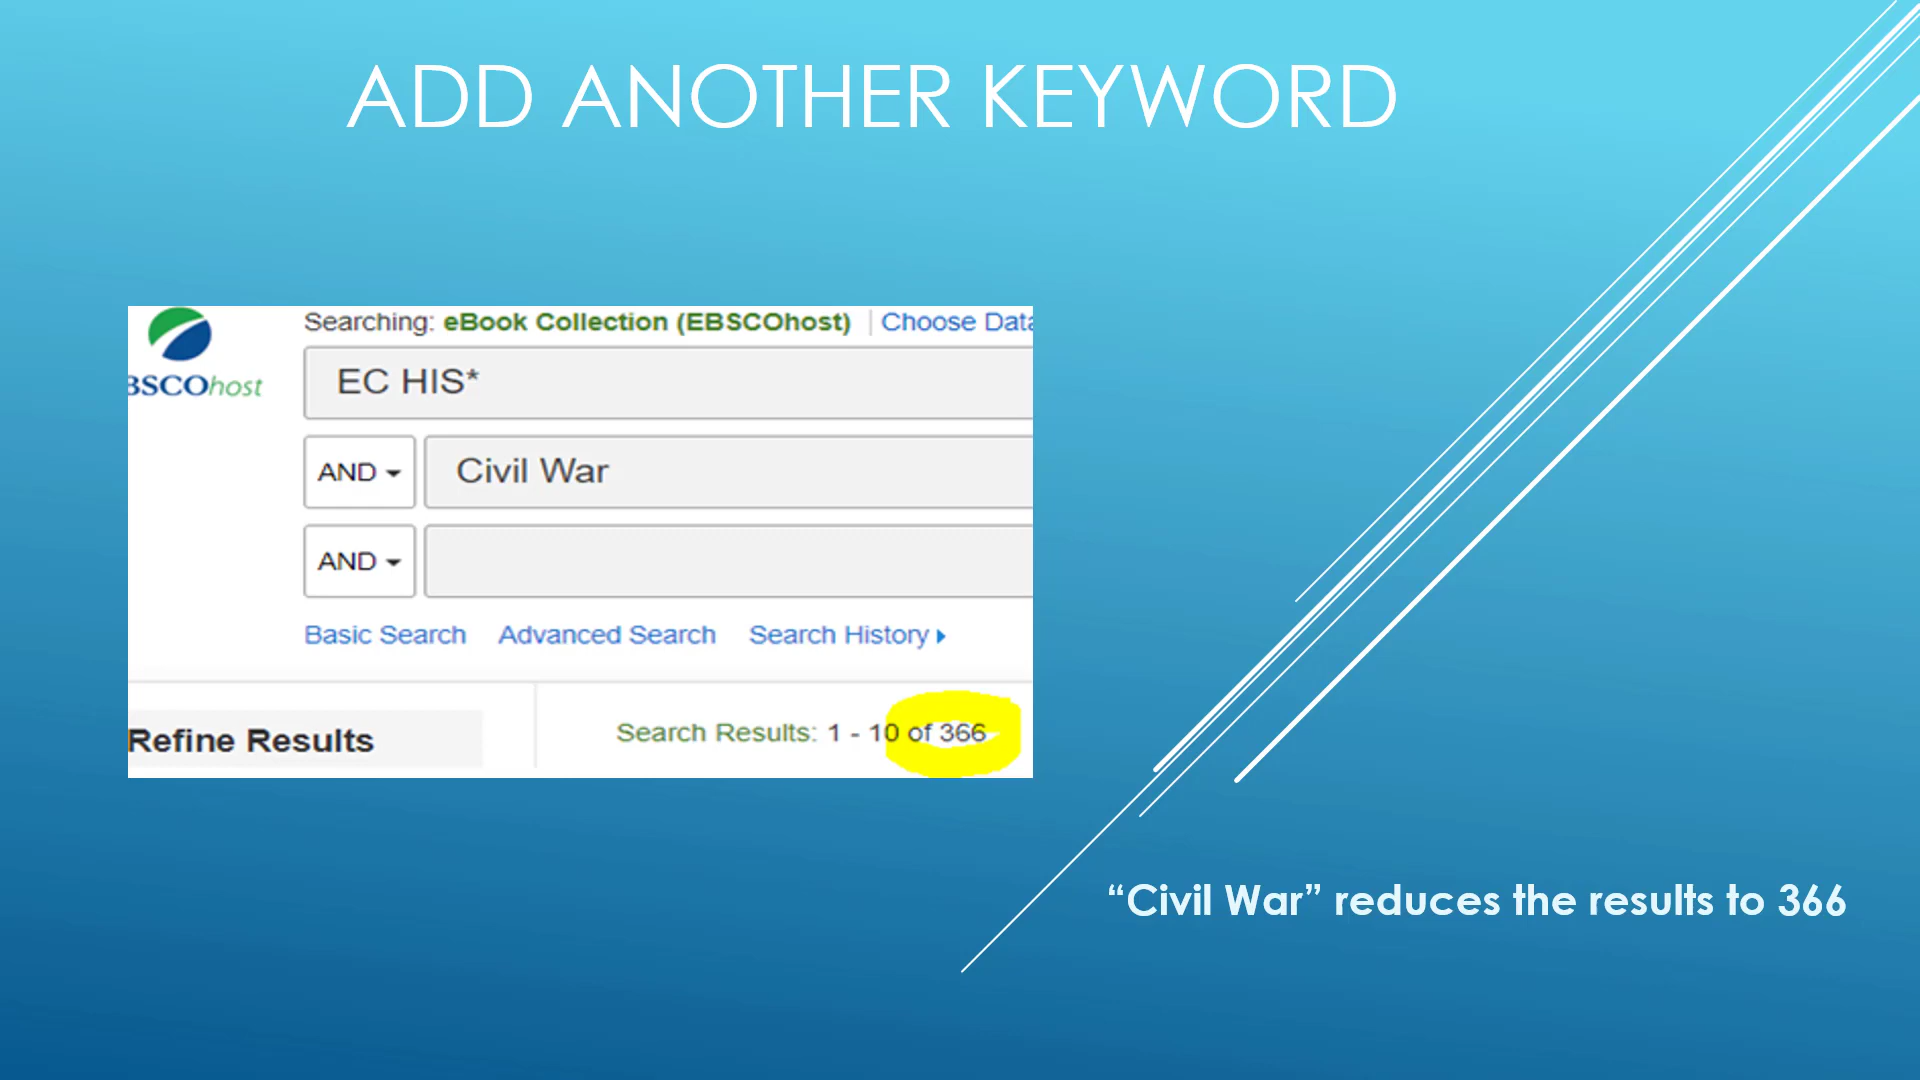 ADD ANOTHER KEYWORD
Searching: eBook Collection (EBSCOhost) | Choose Data
BSCOhost
EC HIS*
AND Civil War
AND
Basic Search Advanced Search Search History
Refine Results
Search Results: 1 - 10 of 366
“Civil War” reduces the results to 366